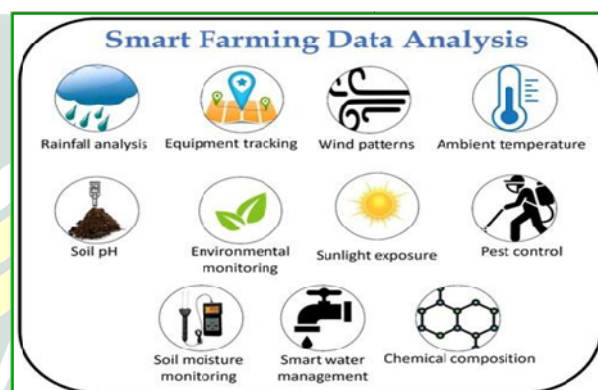 Smart Farming Data Analysis
Rainfall analysis
Equipment tracking
Wind patterns
Ambient temperature
Soil pH
Environmental
monitoring
Sunlight exposure
Pest control
Soil moisture
monitoring
Smart water
management
Chemical composition